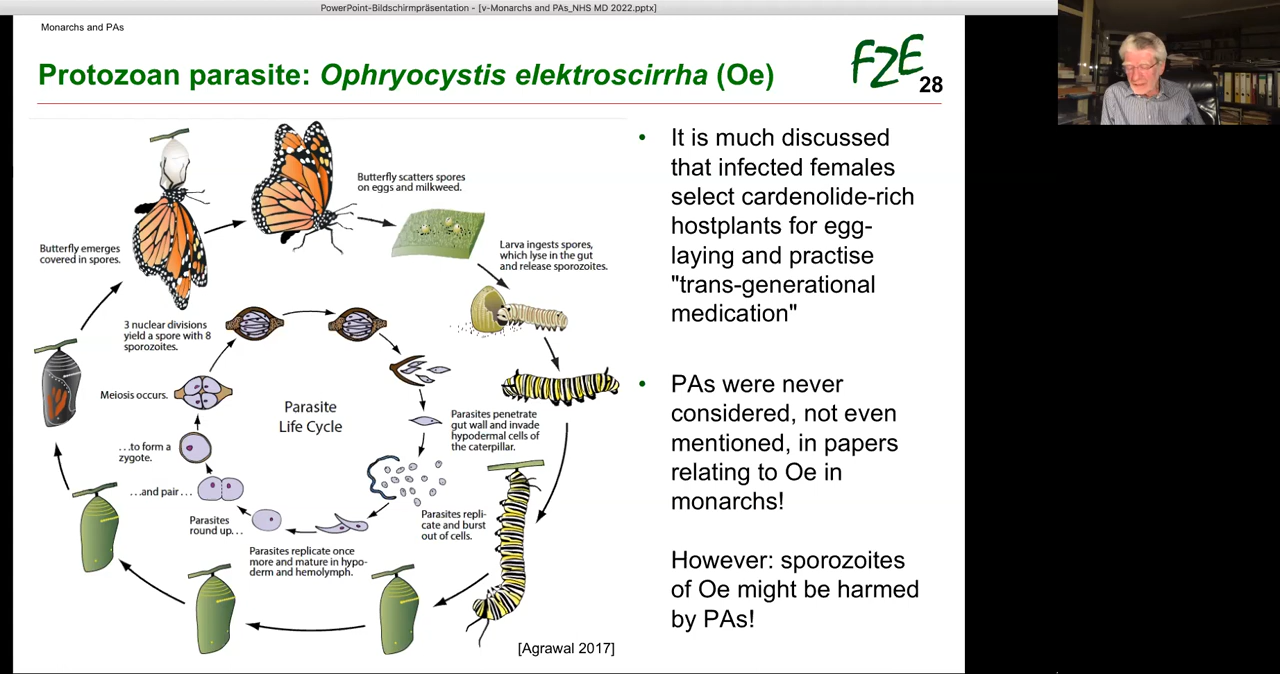 PowerPoint-Bildschirmpräsentation - [v-Monarchs and PAs_NHS MD 2022.pptx]
Monarchs and PAs
Protozoan parasite: Ophryocystis elektroscirrha (Oe)
FZE
28
Butterfly scatters spores
on eggs and milkweed.
Butterfly emerges
covered in spores.
Larva ingests spores,
which lyse in the gut
and release sporozoites.
3 nuclear divisions
yield a spore with 8
sporozoites.
Meiosis occurs.
Parasite
Life Cycle
Parasites penetrate
gut wall and invade
hypodermal cells of
the caterpillar.
…to form a
zygote.
…and pair…
Parasites
round up…
Parasites repli-
cate and burst
out of cells.
Parasites replicate once
more and mature in hypo-
derm and hemolymph.
[Agrawal 2017]
• It is much discussed
that infected females
select cardenolide-rich
hostplants for egg-
laying and practise
"trans-generational
medication"
• PAs were never
considered, not even
mentioned, in papers
relating to Oe in
monarchs!
However: sporozoites
of Oe might be harmed
by PAs!